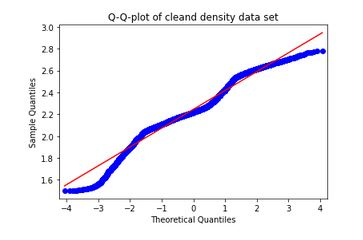 Q-Q-plot of cleand density data set
3.0
2.8
2.6
2.4
2.2
2.0
1.8
1.6
Sample Quantiles
−4 −3 −2 −1 0 1 2 3 4
Theoretical Quantiles